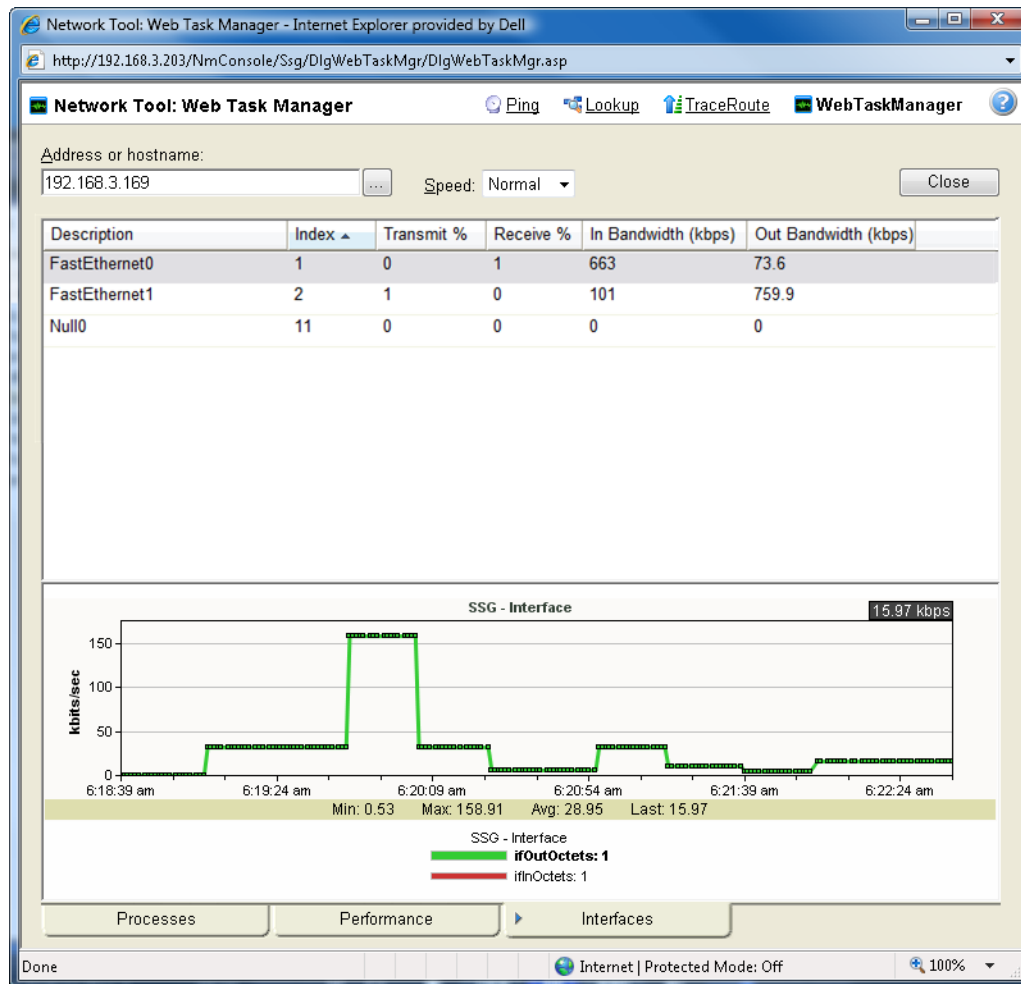 Network Tool: Web Task Manager - Internet Explorer provided by Dell
http://192.168.3.203/NmConsole/Ssg/DlgWebTaskMgr/DlgWebTaskMgr.asp
Network Tool: Web Task Manager Ping Lookup TraceRoute WebTaskManager ?
Address or hostname:
192.168.3.169 ... Speed: Normal Close
Description Index Transmit % Receive % In Bandwidth (kbps) Out Bandwidth (kbps)
FastEthernet0 1 0 1 663 73.6
FastEthernet1 2 1 0 101 759.9
Null0 11 0 0 0 0
SSG - Interface
15.97 kbps
kbits/sec
150
100
50
0
6:18:39 am 6:19:24 am 6:20:09 am 6:20:54 am 6:21:39 am 6:22:24 am
Min: 0.53 Max: 158.91 Avg: 28.95 Last: 15.97
SSG - Interface
ifOutOctets: 1
ifInOctets: 1
Processes Performance Interfaces
Done Internet | Protected Mode: Off 100%